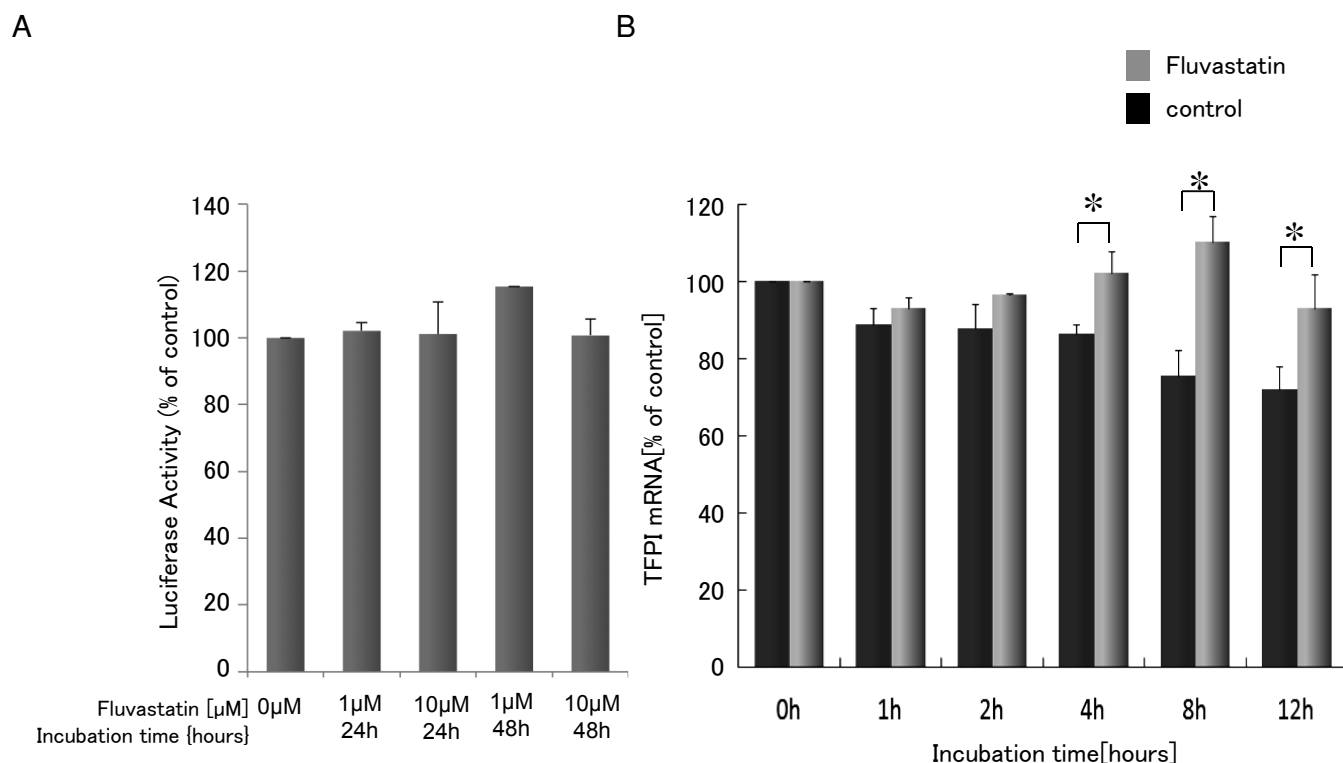 A
B
Fluvastatin
control
Luciferase Activity (% of control)
140
120
100
80
60
40
20
0
Fluvastatin [μM] 0μM 1μM 10μM 1μM 10μM
Incubation time {hours} 24h 24h 48h 48h
TFPI mRNA[% of control]
120
100
80
60
40
20
0
* * *
0h 1h 2h 4h 8h 12h
Incubation time[hours]